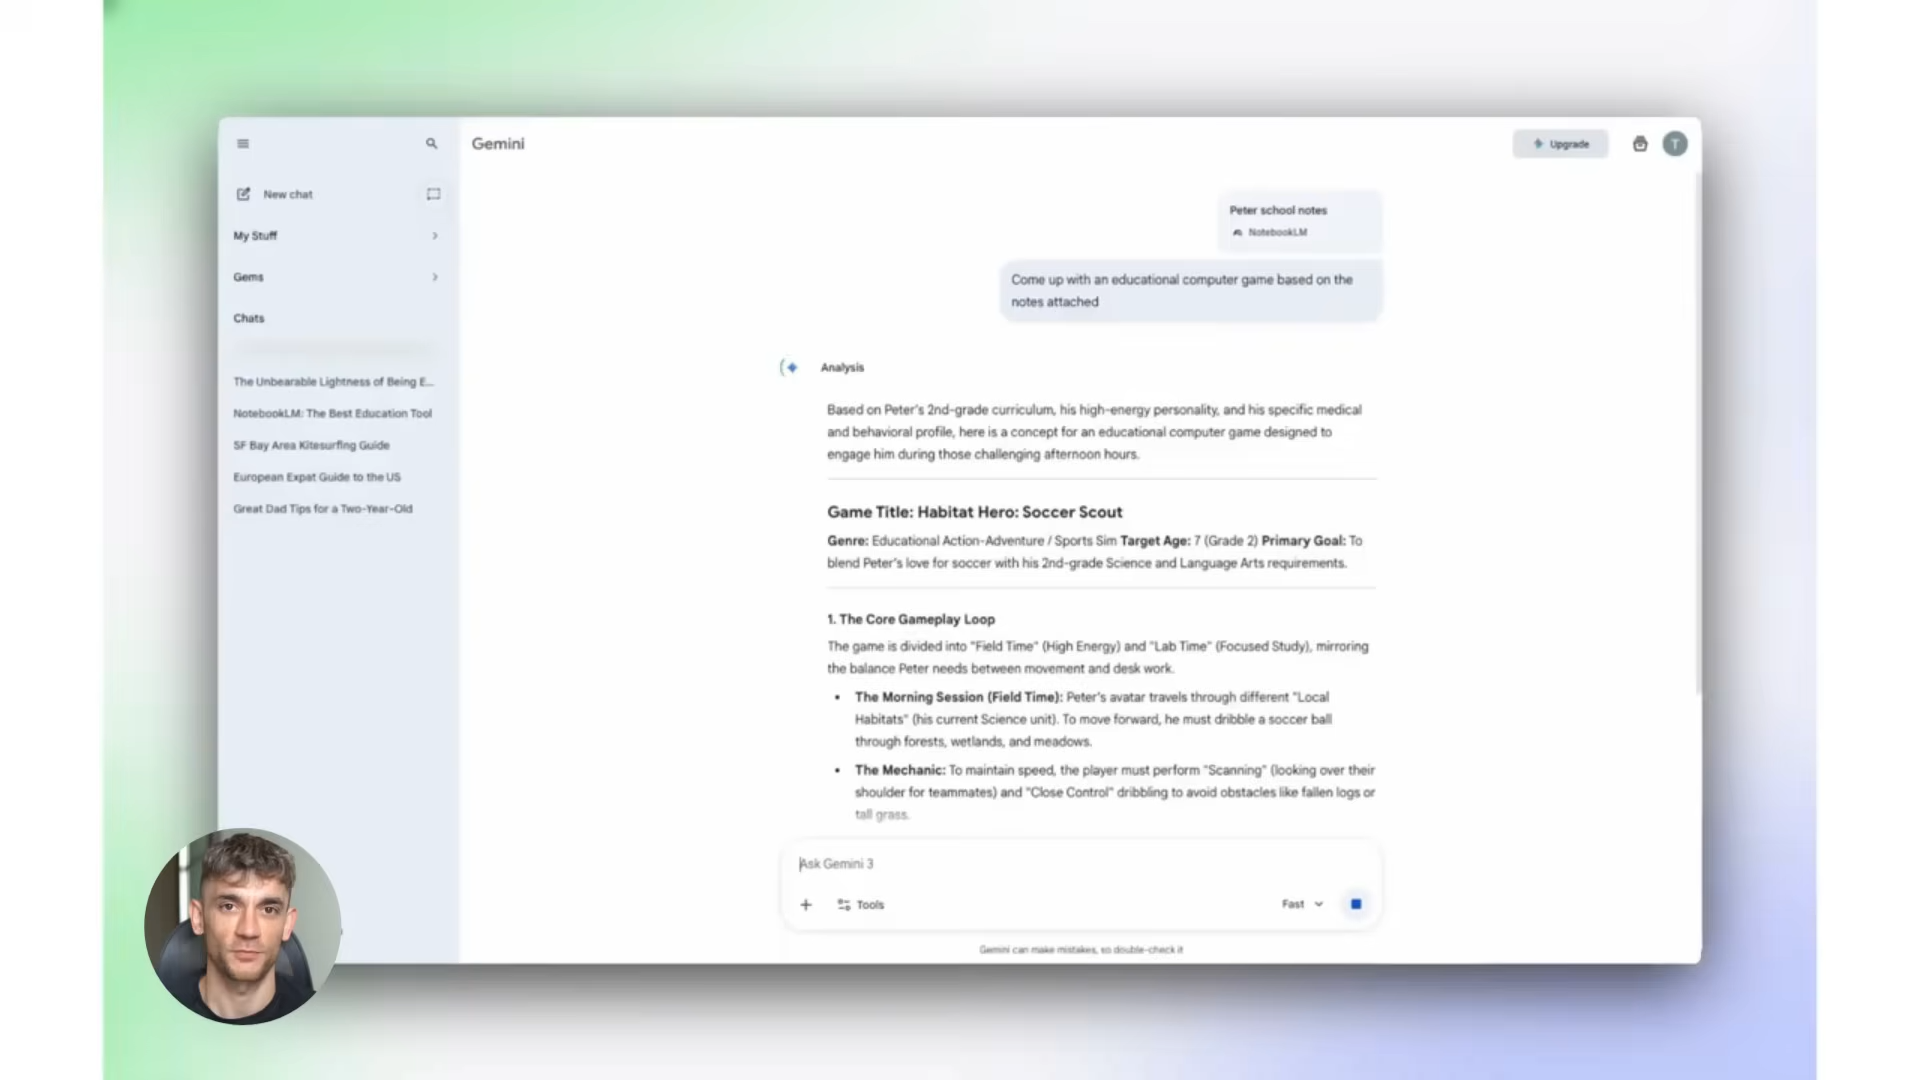 Gemini
Upgrade
T
New chat
My Stuff
Gems
Chats
The Unbearable Lightness of Being E...
NotebookLM: The Best Education Tool
SF Bay Area Kitesurfing Guide
European Expat Guide to the US
Great Dad Tips for a Two-Year-Old
Peter school notes
NotebookLM
Come up with an educational computer game based on the
notes attached
Analysis
Based on Peter's 2nd-grade curriculum, his high-energy personality, and his specific medical
and behavioral profile, here is a concept for an educational computer game designed to
engage him during those challenging afternoon hours.
Game Title: Habitat Hero: Soccer Scout
Genre: Educational Action-Adventure / Sports Sim Target Age: 7 (Grade 2) Primary Goal: To
blend Peter's love for soccer with his 2nd-grade Science and Language Arts requirements.
1. The Core Gameplay Loop
The game is divided into "Field Time" (High Energy) and "Lab Time" (Focused Study), mirroring
the balance Peter needs between movement and desk work.
• The Morning Session (Field Time): Peter's avatar travels through different "Local
Habitats" (his current Science unit). To move forward, he must dribble a soccer ball
through forests, wetlands, and meadows.
• The Mechanic: To maintain speed, the player must perform "Scanning" (looking over their
shoulder for teammates) and "Close Control" dribbling to avoid obstacles like fallen logs or
tall grass.
Ask Gemini 3
Tools
Fast
Gemini can make mistakes, so double-check it